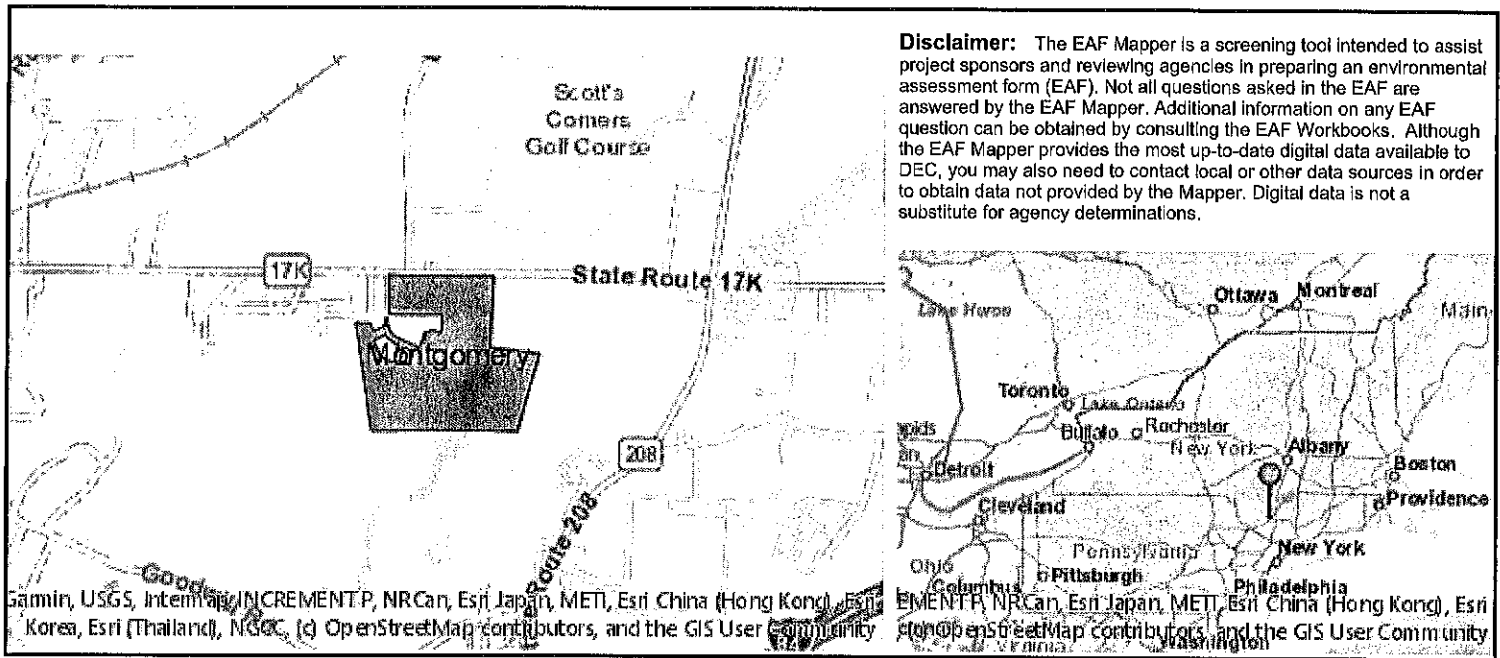 Disclaimer: The EAF Mapper is a screening tool intended to assist
project sponsors and reviewing agencies in preparing an environmental
assessment form (EAF). Not all questions asked in the EAF are
answered by the EAF Mapper. Additional information on any EAF
question can be obtained by consulting the EAF Workbooks. Although
the EAF Mapper provides the most up-to-date digital data available to
DEC, you may also need to contact local or other data sources in order
to obtain data not provided by the Mapper. Digital data is not a
substitute for agency determinations.
Scott's
Corners
Golf Course
17K
State Route 17K
Montgomery
208
Route 208
Garmin, USGS, Intermap, INCREMENT P, NRCan, Esri Japan, METI, Esri China (Hong Kong), Esri
Korea, Esri (Thailand), NGCC, (c) OpenStreetMap contributors, and the GIS User Community
Ottawa
Montreal
Lake Huron
Main
Toronto
Lake Ontario
Buffalo
Rochester
New York
Albany
apids
Detroit
Boston
Providence
Cleveland
Pennsylvania
New York
Ohio
Columbus
Pittsburgh
Philadelphia
EMENT P, NRCan, Esri Japan, METI, Esri China (Hong Kong), Esri
OpenStreetMap contributors, and the GIS User Community
Washington